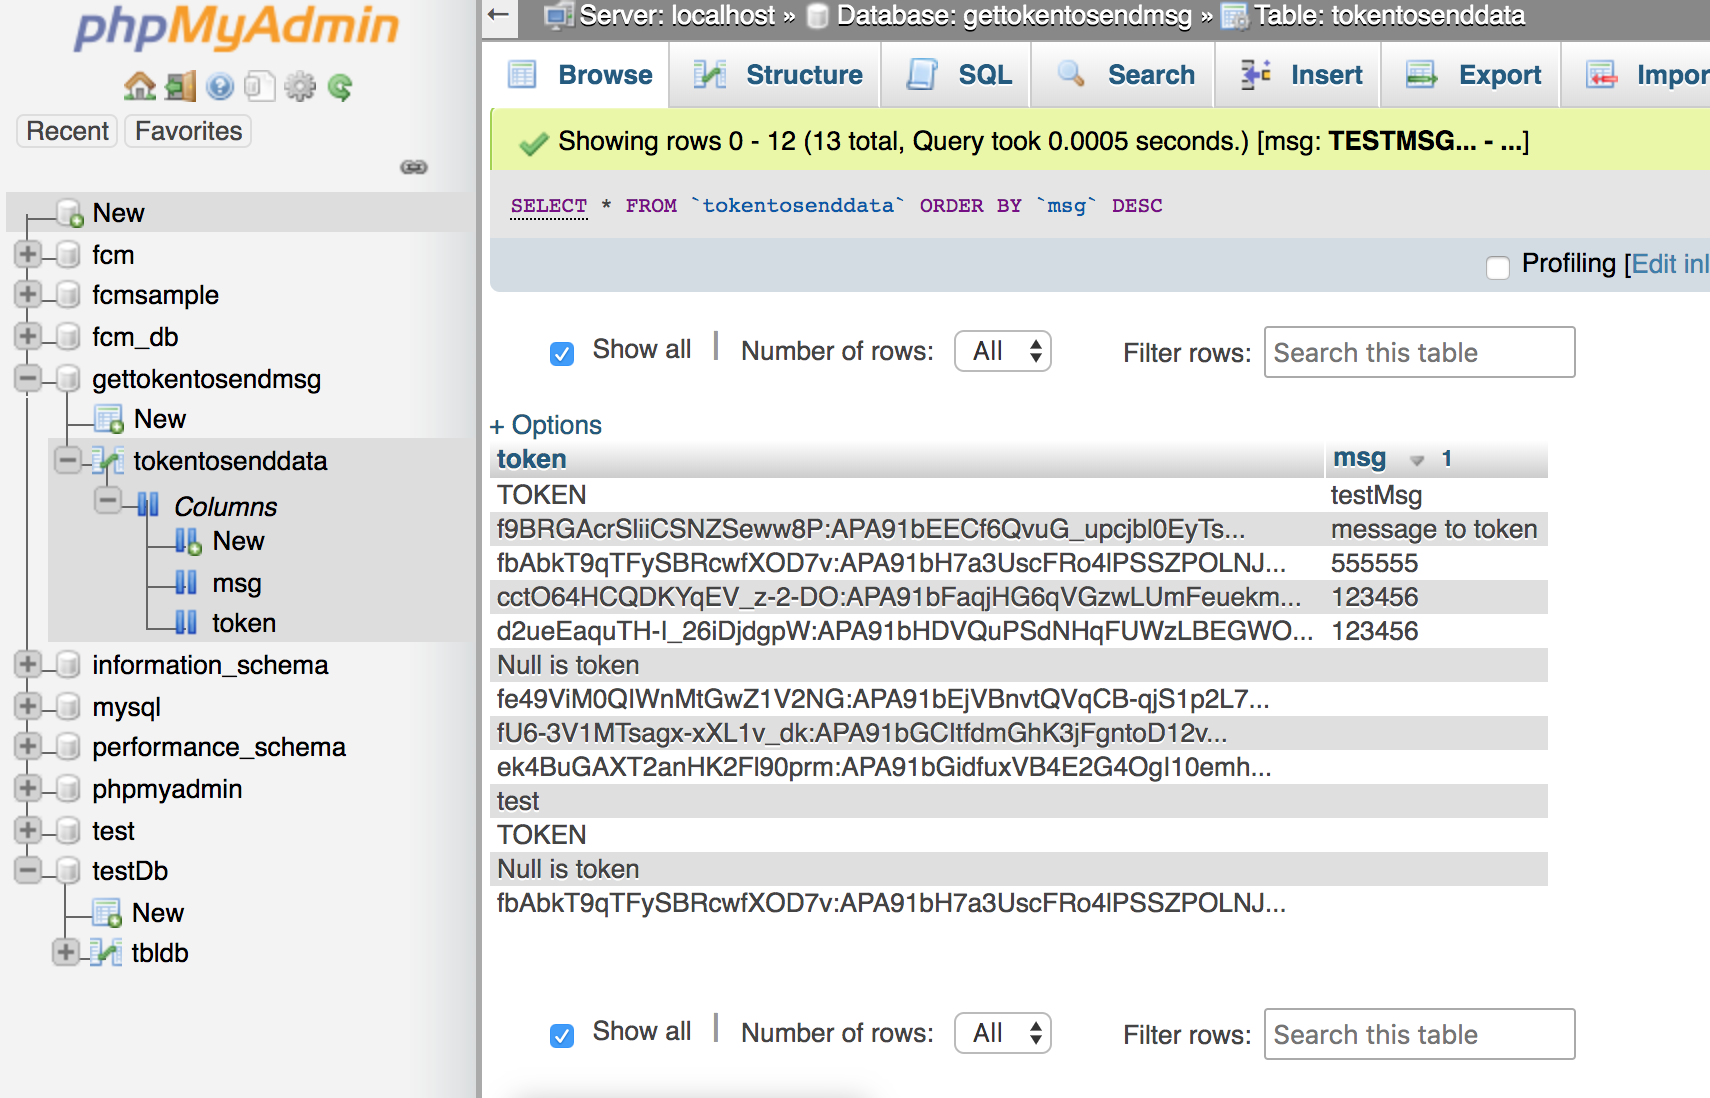 phpMyAdmin
Recent Favorites
New
fcm
fcmsample
fcm_db
gettokentosendmsg
New
tokentosenddata
Columns
New
msg
token
information_schema
mysql
performance_schema
phpmyadmin
test
testDb
New
tbldb
Server: localhost » Database: gettokentosendmsg » Table: tokentosenddata
Browse Structure SQL Search Insert Export Impor
Showing rows 0 - 12 (13 total, Query took 0.0005 seconds.) [msg: TESTMSG... - ...]
SELECT * FROM `tokentosenddata` ORDER BY `msg` DESC
Profiling [Edit inl
Show all | Number of rows: All Filter rows: Search this table
+ Options
token msg 1
TOKEN testMsg
f9BRGAcrSliiCSNZSeww8P:APA91bEECf6QvuG_upcjbl0EyTs... message to token
fbAbkT9qTFySBRcwfXOD7v:APA91bH7a3UscFRo4lPSSZPOLNJ... 555555
cctO64HCQDKYqEV_z-2-DO:APA91bFaqjHG6qVGzwLUmFeuekm... 123456
d2ueEaquTH-l_26iDjdgpW:APA91bHDVQuPSdNHqFUWzLBEGWO... 123456
Null is token
fe49ViM0QIWnMtGwZ1V2NG:APA91bEjVBnvtQVqCB-qjS1p2L7...
fU6-3V1MTsagx-xXL1v_dk:APA91bGCItfdmGhK3jFgntoD12v...
ek4BuGAXT2anHK2Fl90prm:APA91bGidfuxVB4E2G4Ogl10emh...
test
TOKEN
Null is token
fbAbkT9qTFySBRcwfXOD7v:APA91bH7a3UscFRo4lPSSZPOLNJ...
Show all | Number of rows: All Filter rows: Search this table